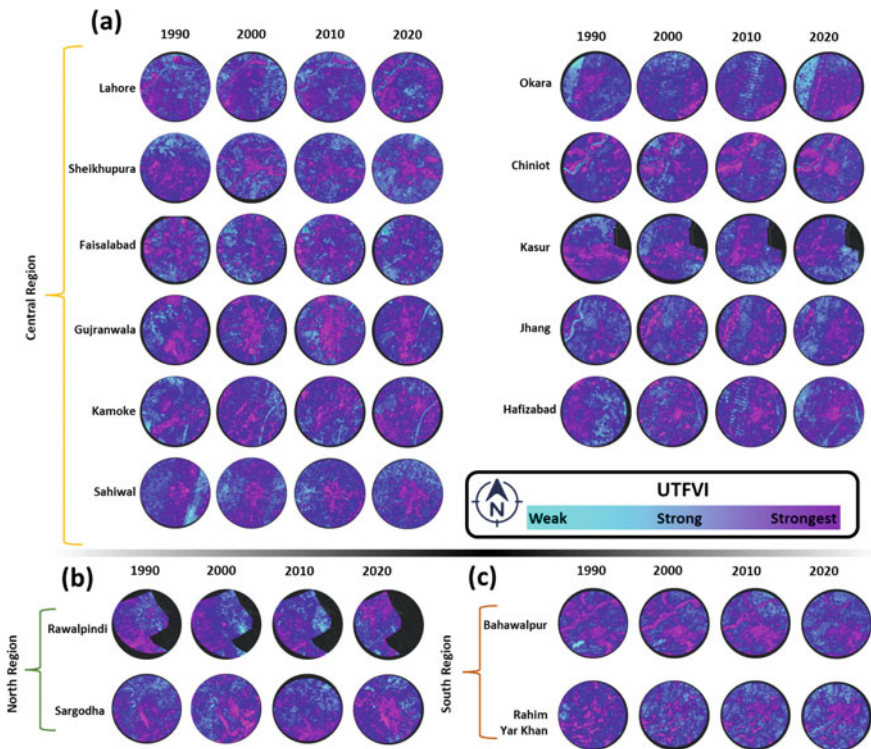 (a)
1990 2000 2010 2020
1990 2000 2010 2020
Central Region
Lahore
Sheikhupura
Faisalabad
Gujranwala
Kamoke
Sahiwal
Okara
Chiniot
Kasur
Jhang
Hafizabad
N
UTFVI
Weak Strong Strongest
(b)
1990 2000 2010 2020
North Region
Rawalpindi
Sargodha
(c)
1990 2000 2010 2020
South Region
Bahawalpur
Rahim
Yar Khan